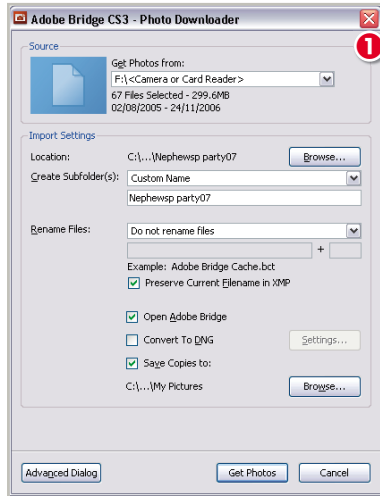 Adobe Bridge CS3 - Photo Downloader
1
Source
Get Photos from:
F:\<Camera or Card Reader>
67 Files Selected - 299.6MB
02/08/2005 - 24/11/2006
Import Settings
Location: C:\...\Nephewsp party07 Browse...
Create Subfolder(s): Custom Name
Nephewsp party07
Rename Files: Do not rename files
+
Example: Adobe Bridge Cache.bct
Preserve Current Filename in XMP
Open Adobe Bridge
Convert To DNG Settings...
Save Copies to:
C:\...\My Pictures Browse...
Advanced Dialog Get Photos Cancel